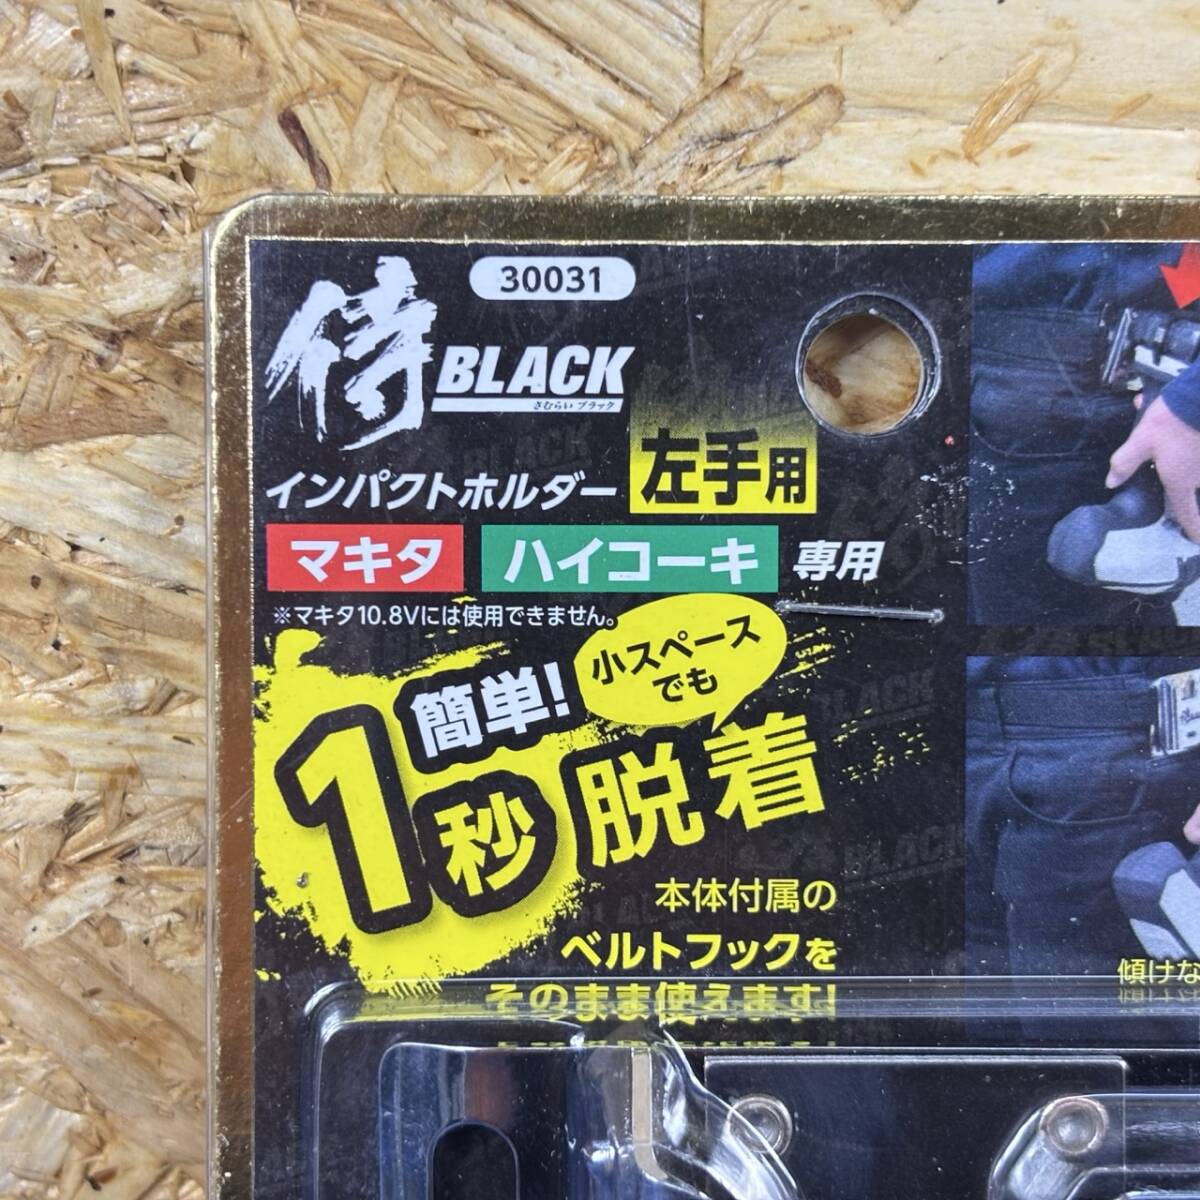 30031
侍BLACK
さむらい ブラック
インパクトホルダー 左手用
マキタ ハイコーキ 専用
※マキタ10.8Vには使用できません。
小スペース
でも
簡単!
1秒脱着
本体付属の
ベルトフックを
そのまま使えます!
傾けな